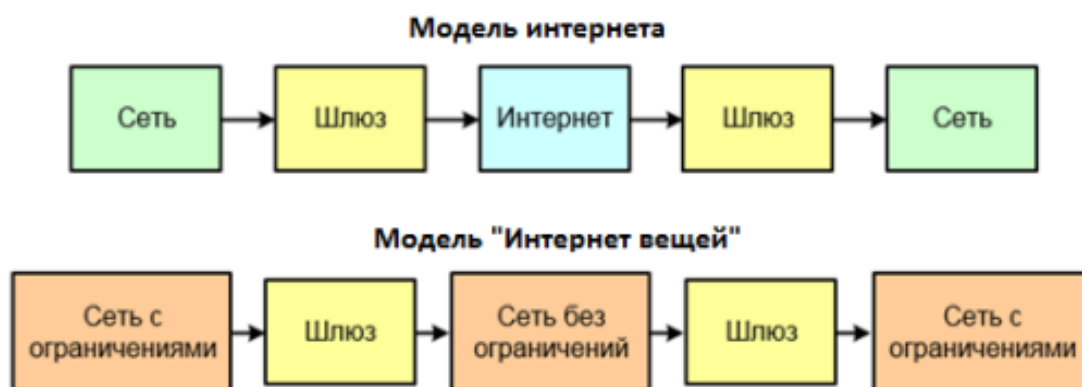 Модель интернета
Сеть
Шлюз
Интернет
Шлюз
Сеть
Модель "Интернет вещей"
Сеть с
ограничениями
Шлюз
Сеть без
ограничений
Шлюз
Сеть с
ограничениями